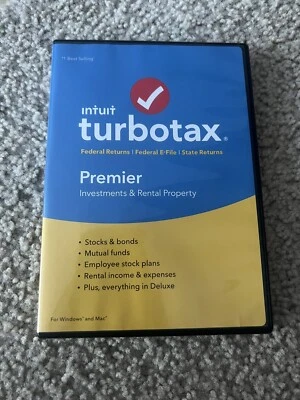 #1 Best Selling
intuit
turbotax®
Federal Returns | Federal E-File | State Returns
Premier
Investments & Rental Property
• Stocks & bonds
• Mutual funds
• Employee stock plans
• Rental income & expenses
• Plus, everything in Deluxe
For Windows® and Mac®